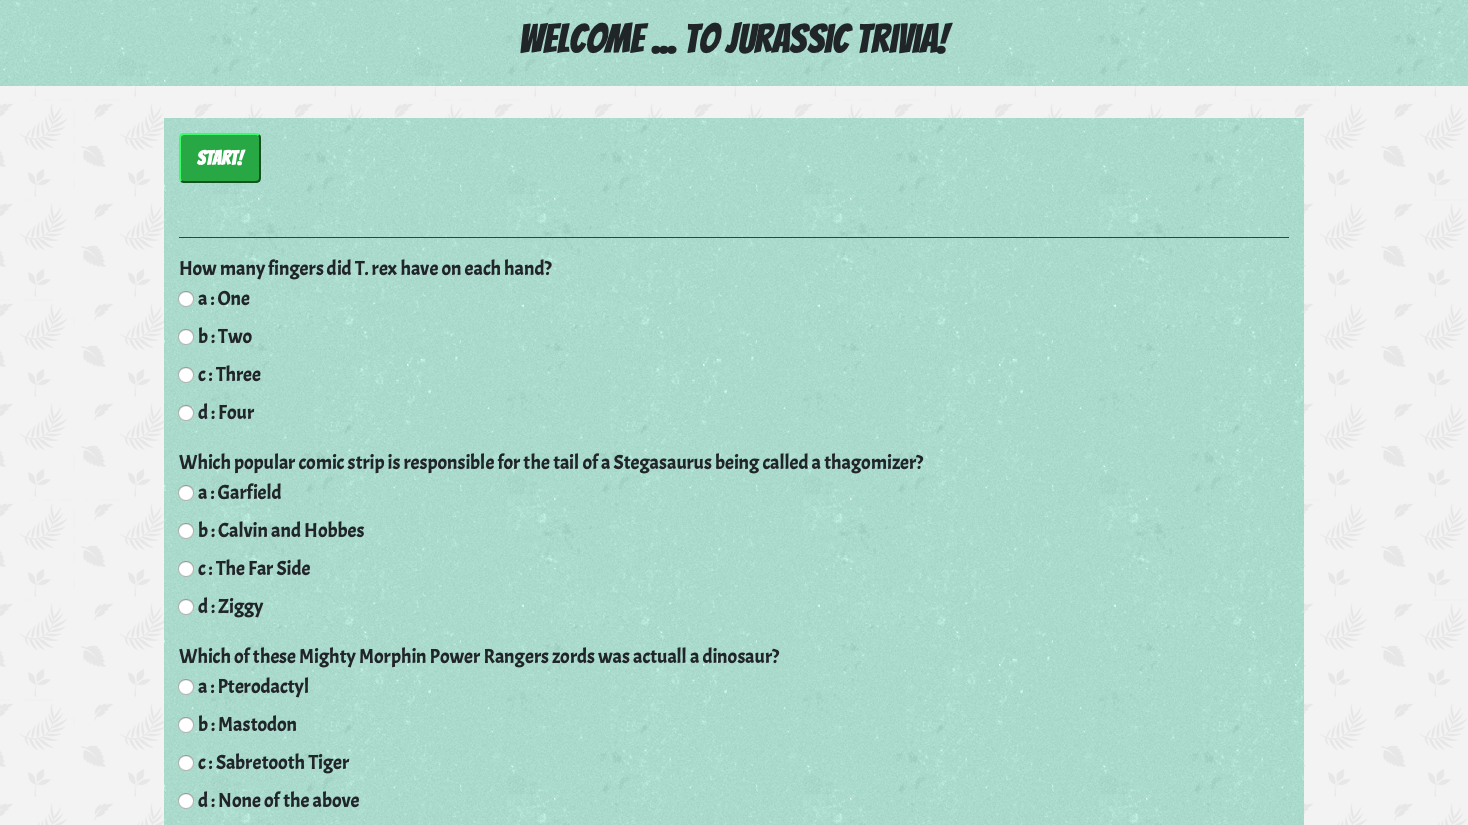 WELCOME ... TO JURASSIC TRIVIA!
START!
How many fingers did T. rex have on each hand?
a : One
b : Two
c : Three
d : Four
Which popular comic strip is responsible for the tail of a Stegasaurus being called a thagomizer?
a : Garfield
b : Calvin and Hobbes
c : The Far Side
d : Ziggy
Which of these Mighty Morphin Power Rangers zords was actuall a dinosaur?
a : Pterodactyl
b : Mastodon
c : Sabretooth Tiger
d : None of the above